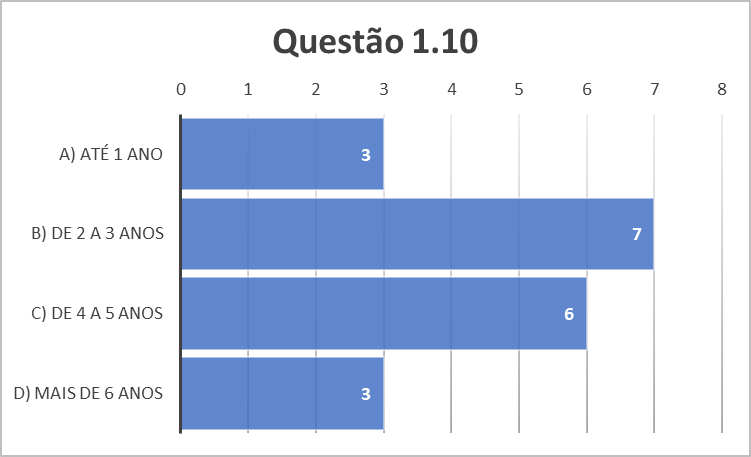 Questão 1.10
0 1 2 3 4 5 6 7 8
A) ATÉ 1 ANO 3
B) DE 2 A 3 ANOS 7
C) DE 4 A 5 ANOS 6
D) MAIS DE 6 ANOS 3